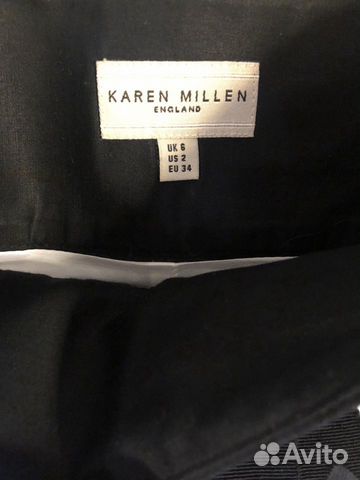 KAREN MILLEN
ENGLAND
UK 6
US 2
EU 34
Avito